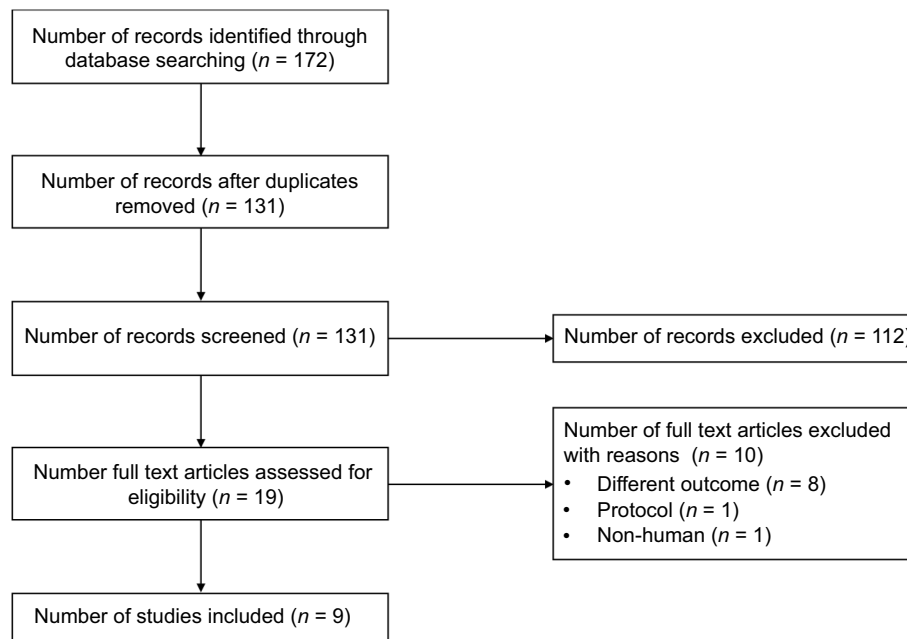 Number of records identified through
database searching (n = 172)
Number of records after duplicates
removed (n = 131)
Number of records screened (n = 131)
Number of records excluded (n = 112)
Number full text articles assessed for
eligibility (n = 19)
Number of full text articles excluded
with reasons (n = 10)
• Different outcome (n = 8)
• Protocol (n = 1)
• Non-human (n = 1)
Number of studies included (n = 9)